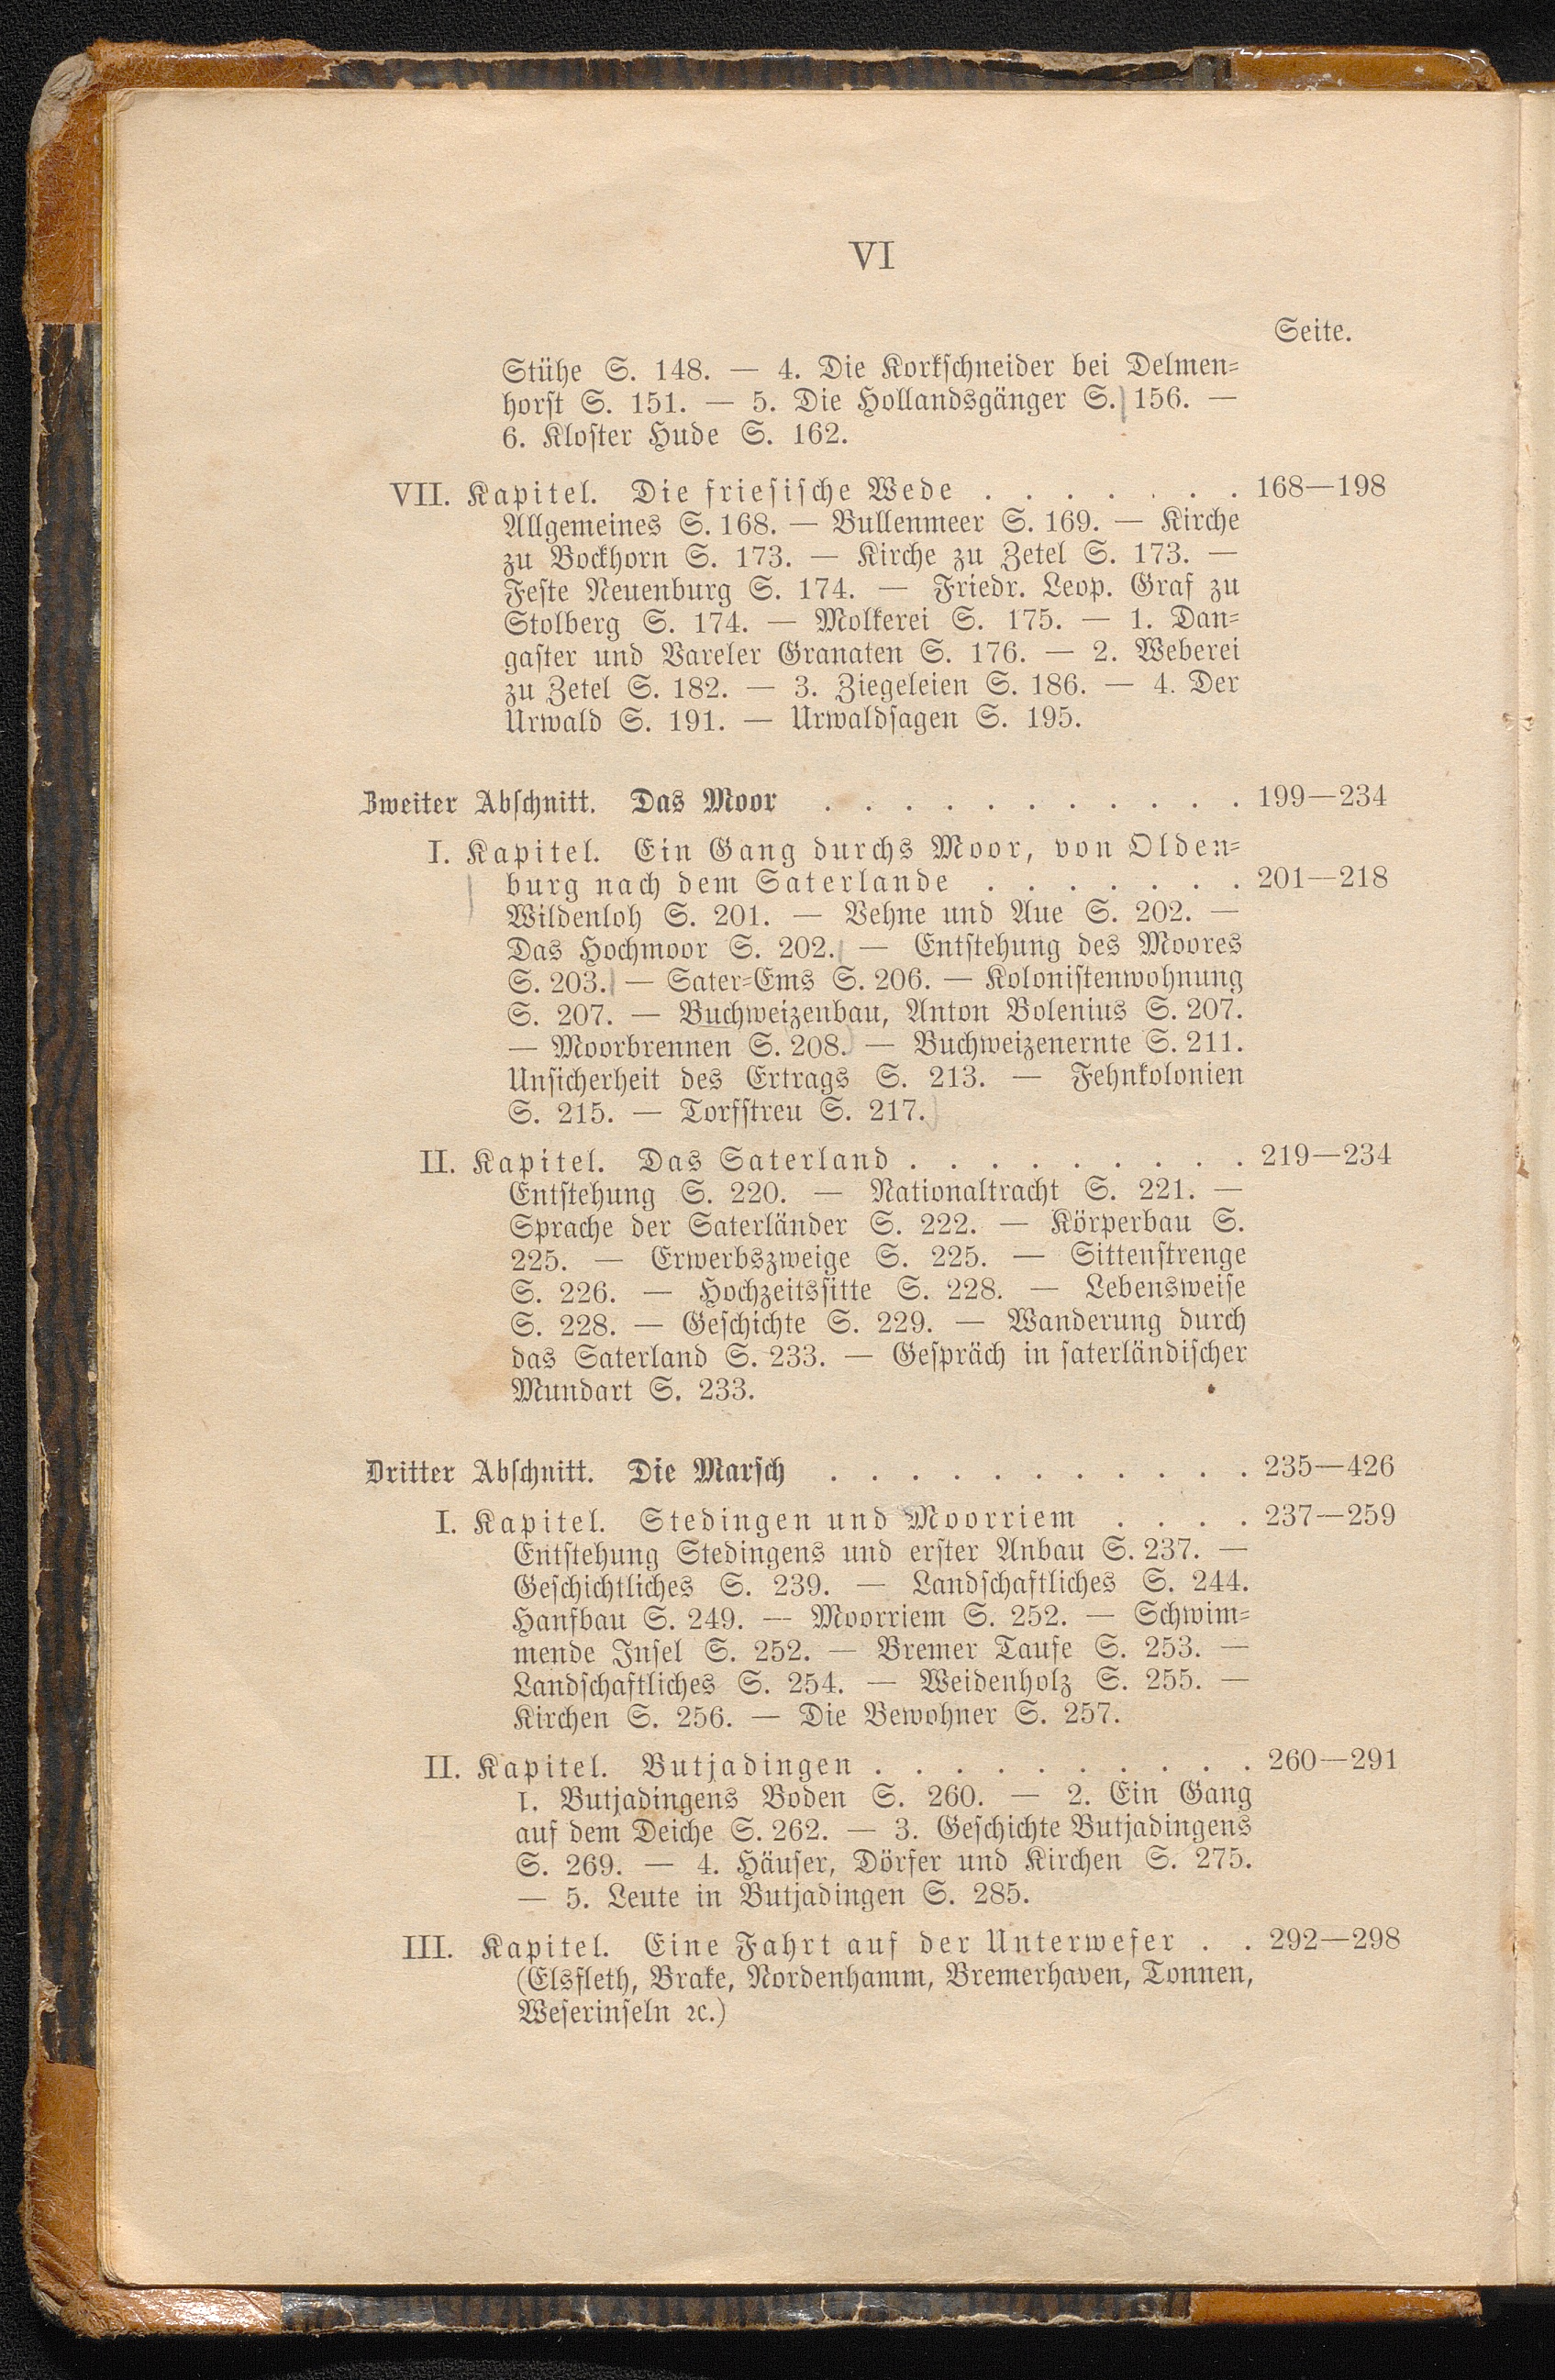 VI
Seite.
Stühe S. 148. — 4. Die Korkschneider bei Delmen-
horst S. 151. — 5. Die Hollandsgänger S. 156. —
6. Kloster Hude S. 162.
VII. Kapitel. Die friesische Wede . . . . . . . 168—198
Allgemeines S. 168. — Bullenmeer S. 169. — Kirche
zu Bockhorn S. 173. — Kirche zu Zetel S. 173. —
Feste Neuenburg S. 174. — Friedr. Leop. Graf zu
Stolberg S. 174. — Molkerei S. 175. — 1. Dan-
gaster und Vareler Granaten S. 176. — 2. Weberei
zu Zetel S. 182. — 3. Ziegeleien S. 186. — 4. Der
Urwald S. 191. — Urwaldsagen S. 195.
Zweiter Abschnitt. Das Moor . . . . . . . . . . . 199—234
I. Kapitel. Ein Gang durchs Moor, von Olden-
burg nach dem Saterlande . . . . . . . 201—218
Wildenloh S. 201. — Vehne und Aue S. 202. —
Das Hochmoor S. 202. — Entstehung des Moores
S. 203. — Sater-Ems S. 206. — Kolonistenwohnung
S. 207. — Buchweizenbau, Anton Bolenius S. 207.
— Moorbrennen S. 208. — Buchweizenernte S. 211.
Unsicherheit des Ertrags S. 213. — Fehnkolonien
S. 215. — Torfstreu S. 217.
II. Kapitel. Das Saterland . . . . . . . . . 219—234
Entstehung S. 220. — Nationaltracht S. 221. —
Sprache der Saterländer S. 222. — Körperbau S.
225. — Erwerbszweige S. 225. — Sittenstrenge
S. 226. — Hochzeitssitte S. 228. — Lebensweise
S. 228. — Geschichte S. 229. — Wanderung durch
das Saterland S. 233. — Gespräch in saterländischer
Mundart S. 233.
Dritter Abschnitt. Die Marsch . . . . . . . . . . . 235—426
I. Kapitel. Stedingen und Moorriem . . . . 237—259
Entstehung Stedingens und erster Anbau S. 237. —
Geschichtliches S. 239. — Landschaftliches S. 244.
Hanfbau S. 249. — Moorriem S. 252. — Schwim-
mende Insel S. 252. — Bremer Taufe S. 253. —
Landschaftliches S. 254. — Weidenholz S. 255. —
Kirchen S. 256. — Die Bewohner S. 257.
II. Kapitel. Butjadingen . . . . . . . . . . 260—291
1. Butjadingens Boden S. 260. — 2. Ein Gang
auf dem Deiche S. 262. — 3. Geschichte Butjadingens
S. 269. — 4. Häuser, Dörfer und Kirchen S. 275.
— 5. Leute in Butjadingen S. 285.
III. Kapitel. Eine Fahrt auf der Unterweser . . 292—298
(Elsfleth, Brake, Nordenhamm, Bremerhaven, Tonnen,
Weserinseln ꝛc.)